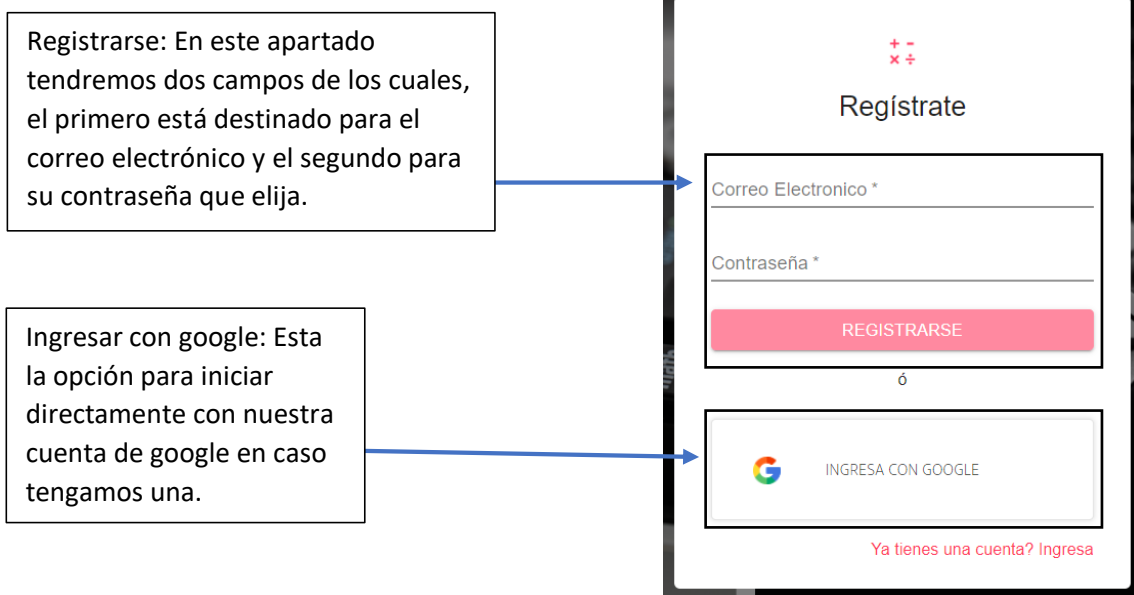 Registrarse: En este apartado
tendremos dos campos de los cuales,
el primero está destinado para el
correo electrónico y el segundo para
su contraseña que elija.
Ingresar con google: Esta
la opción para iniciar
directamente con nuestra
cuenta de google en caso
tengamos una.
+ -
× ÷
Regístrate
Correo Electronico *
Contraseña *
REGISTRARSE
ó
INGRESA CON GOOGLE
Ya tienes una cuenta? Ingresa